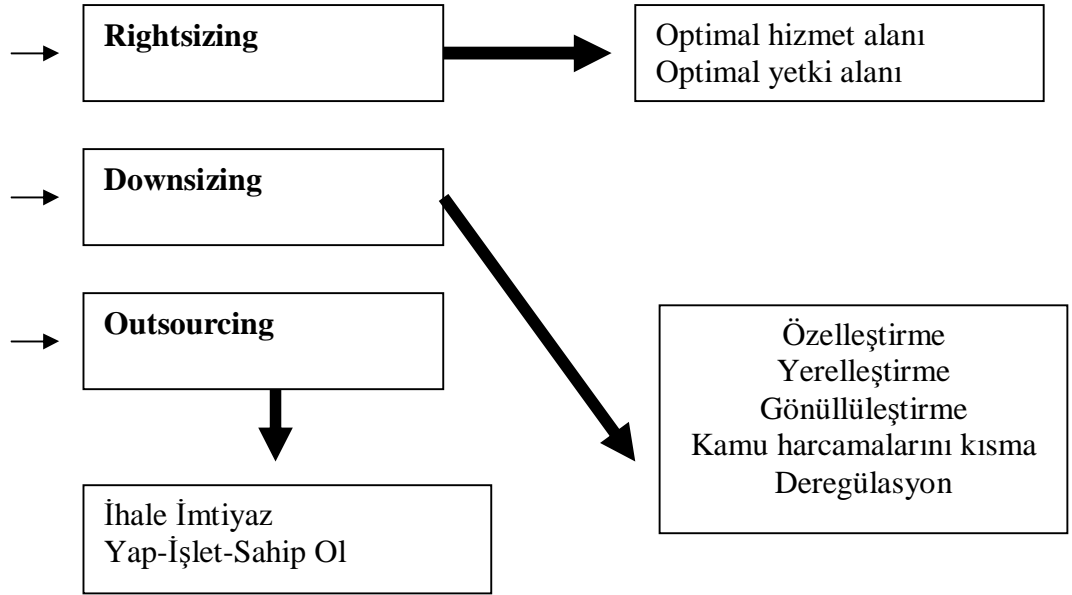 Rightsizing
Optimal hizmet alanı
Optimal yetki alanı
Downsizing
Outsourcing
Özelleştirme
Yerelleştirme
Gönüllüleştirme
Kamu harcamalarını kısma
Deregülasyon
İhale İmtiyaz
Yap-İşlet-Sahip Ol